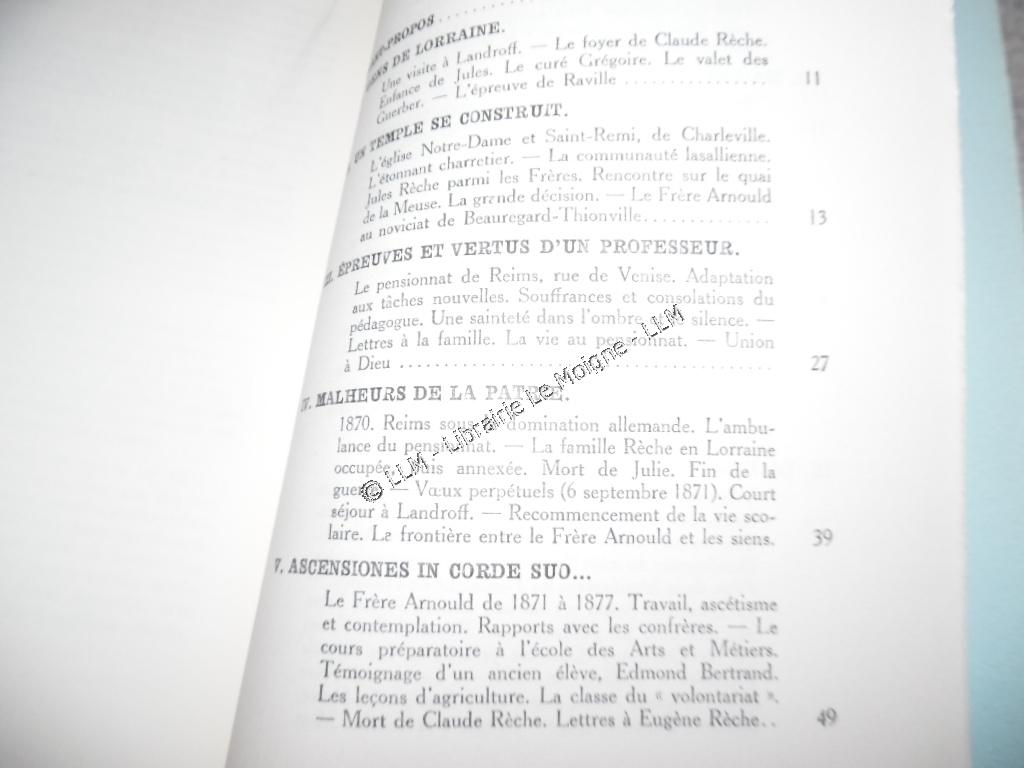 PROPOS
DE LORRAINE.
Une visite à Landroff. — Le foyer de Claude Rèche.
Enfance de Jules. Le curé Grégoire. Le valet des
Guerber. — L'épreuve de Raville 11
UN TEMPLE SE CONSTRUIT.
L'église Notre-Dame et Saint-Remi, de Charleville.
L'étonnant charretier. — La communauté lasallienne.
Jules Rèche parmi les Frères. Rencontre sur le quai
de la Meuse. La grande décision. — Le Frère Arnould
au noviciat de Beauregard-Thionville 13
ÉPREUVES ET VERTUS D'UN PROFESSEUR.
Le pensionnat de Reims, rue de Venise. Adaptation
aux tâches nouvelles. Souffrances et consolations du
pédagogue. Une sainteté dans l'ombre et le silence. —
Lettres à la famille. La vie au pensionnat. — Union
à Dieu 27
IV. MALHEURS DE LA PATRIE.
1870. Reims sous la domination allemande. L'ambu-
lance du pensionnat. — La famille Rèche en Lorraine
occupée, puis annexée. Mort de Julie. Fin de la
guerre. — Vœux perpétuels (6 septembre 1871). Court
séjour à Landroff. — Recommencement de la vie sco-
laire. La frontière entre le Frère Arnould et les siens. 39
V. ASCENSIONES IN CORDE SUO...
Le Frère Arnould de 1871 à 1877. Travail, ascétisme
et contemplation. Rapports avec les confrères. — Le
cours préparatoire à l'école des Arts et Métiers.
Témoignage d'un ancien élève, Edmond Bertrand.
Les leçons d'agriculture. La classe du « volontariat ».
— Mort de Claude Rèche. Lettres à Eugène Rèche.. 49
© LLM - Librairie Le Moigne - LLM